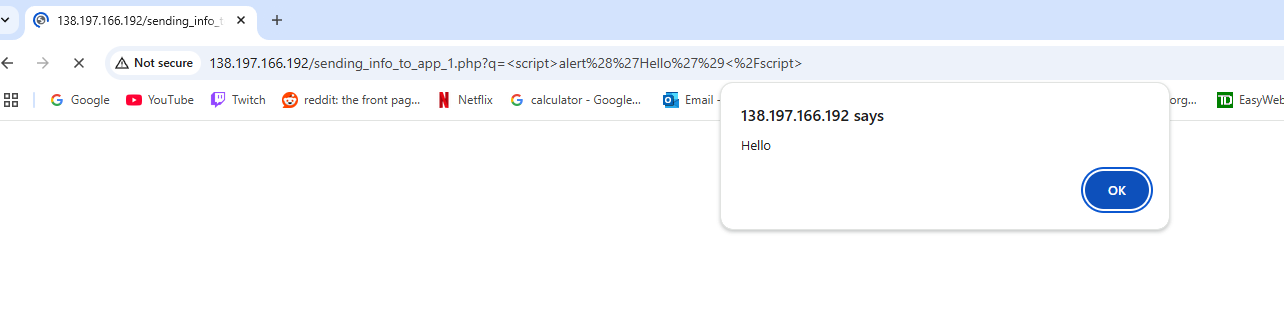 138.197.166.192/sending_info_t
Not secure
138.197.166.192/sending_info_to_app_1.php?q=<script>alert%28%27Hello%27%29<%2Fscript>
Google
YouTube
Twitch
reddit: the front pag...
Netflix
calculator - Google...
Email -
org...
TD
EasyWeb
138.197.166.192 says
Hello
OK